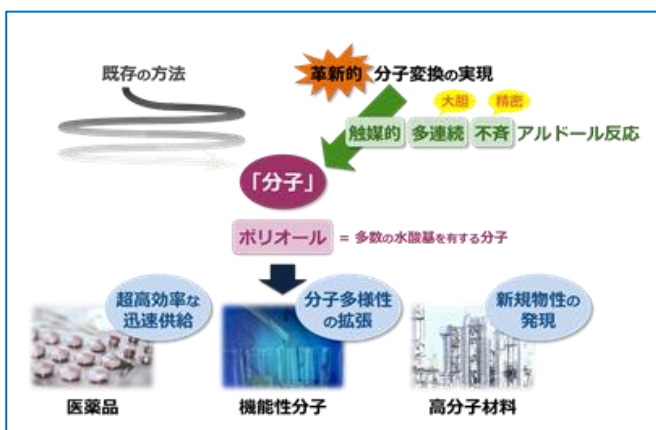 既存の方法
革新的 分子変換の実現
大胆 精密
触媒的 多連続 不斉 アルドール反応
「分子」
ポリオール = 多数の水酸基を有する分子
超高効率な
迅速供給
分子多様性
の拡張
新規物性の
発現
医薬品
機能性分子
高分子材料